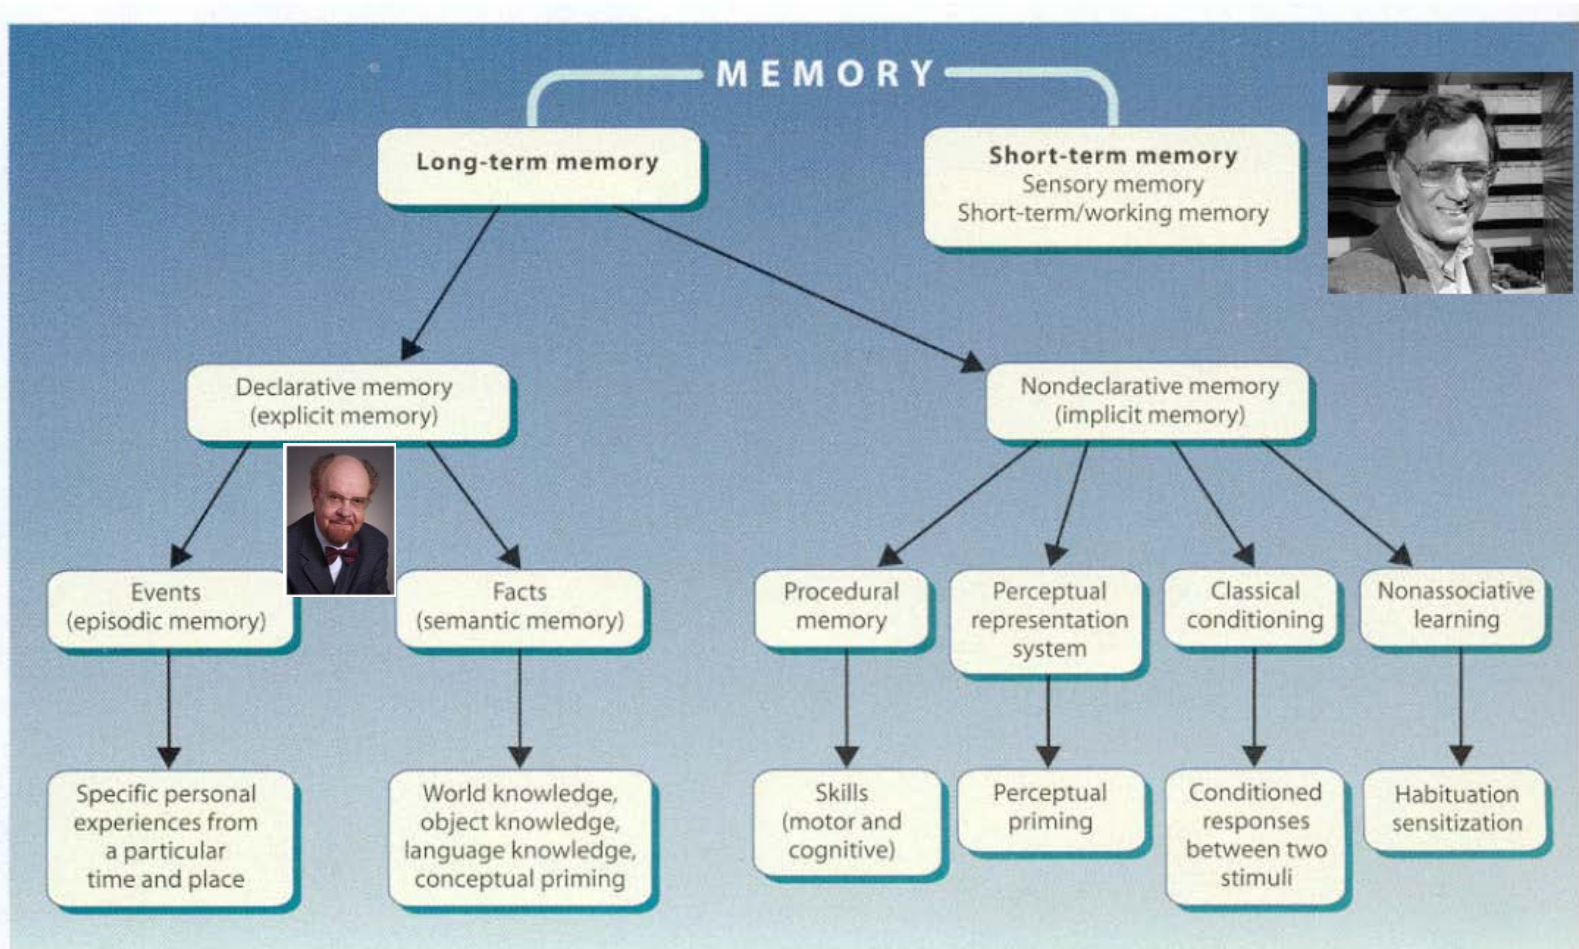 MEMORY
Long-term memory
Short-term memory
Sensory memory
Short-term/working memory
Declarative memory
(explicit memory)
Nondeclarative memory
(implicit memory)
Events
(episodic memory)
Facts
(semantic memory)
Procedural
memory
Perceptual
representation
system
Classical
conditioning
Nonassociative
learning
Specific personal
experiences from
a particular
time and place
World knowledge,
object knowledge,
language knowledge,
conceptual priming
Skills
(motor and
cognitive)
Perceptual
priming
Conditioned
responses
between two
stimuli
Habituation
sensitization